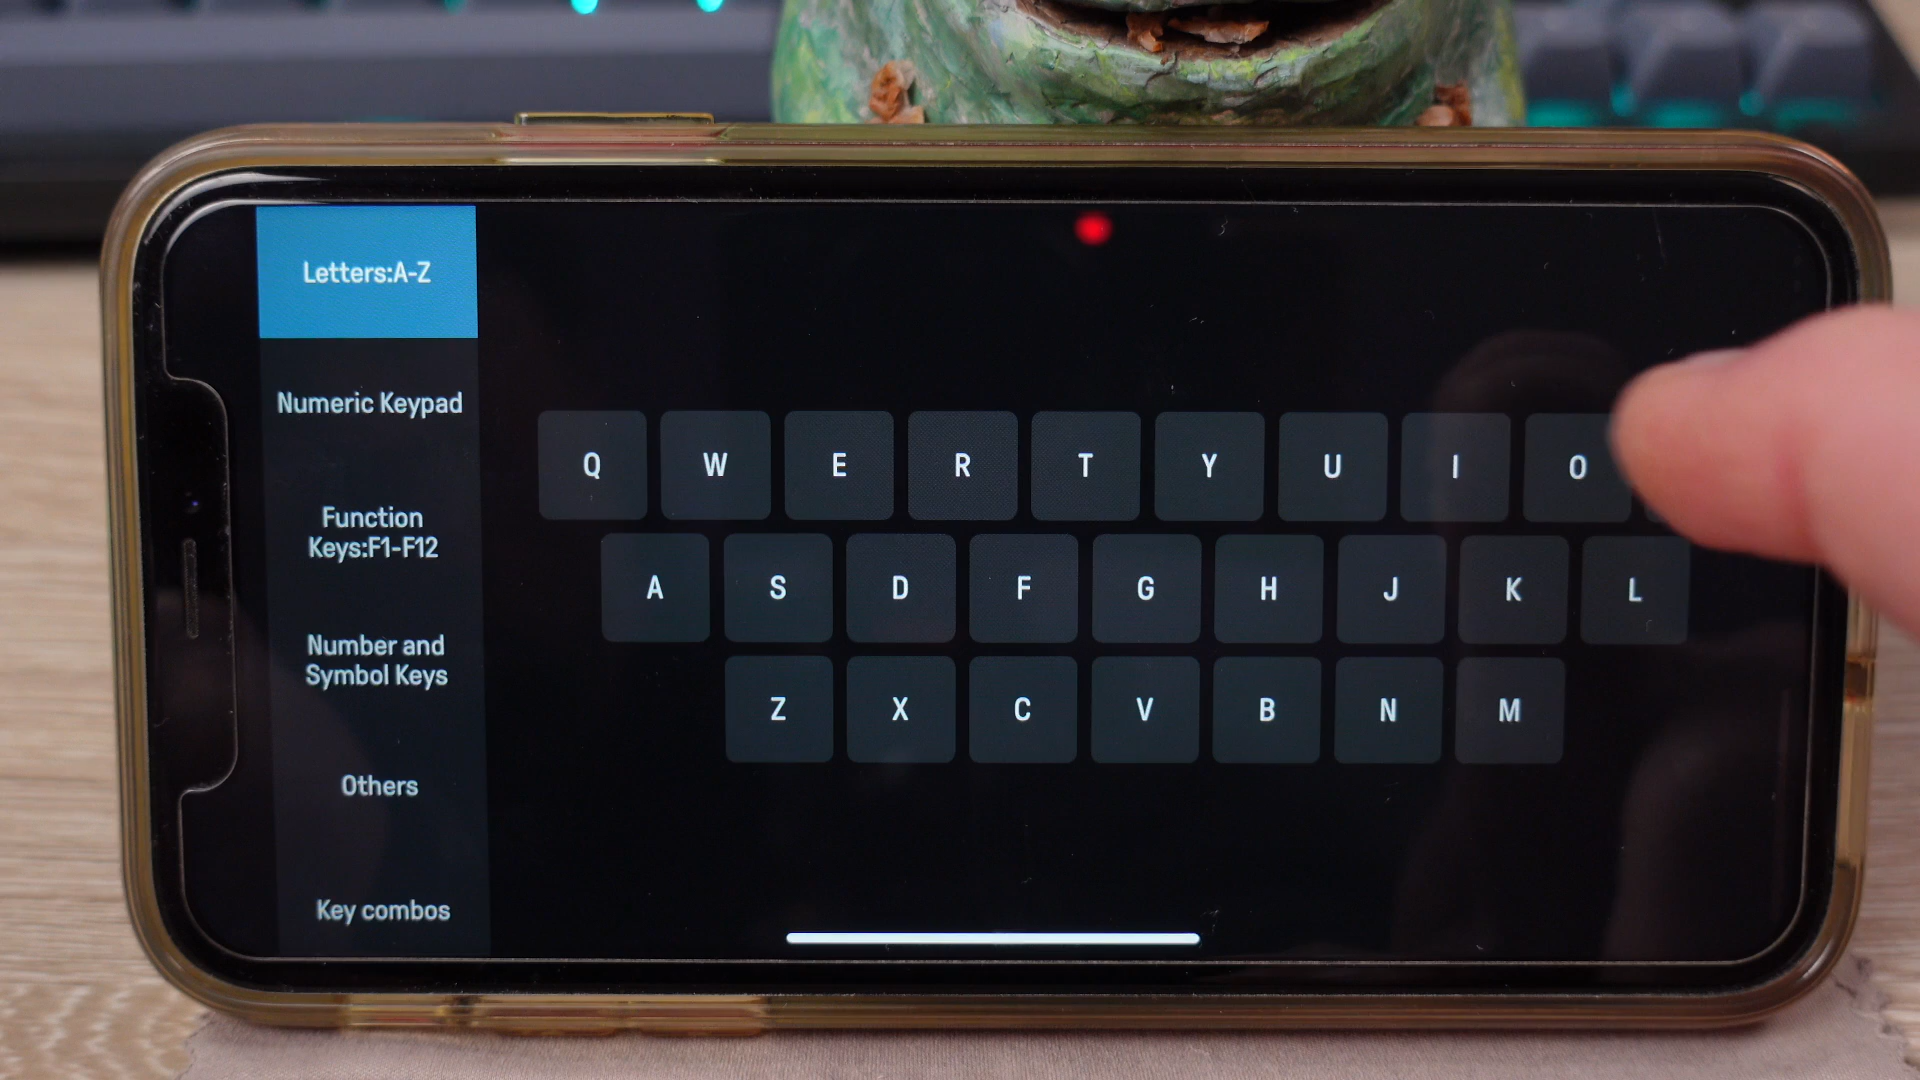 Letters:A-Z
Numeric Keypad
Function
Keys:F1-F12
Number and
Symbol Keys
Others
Key combos
Q W E R T Y U I O
A S D F G H J K L
Z X C V B N M